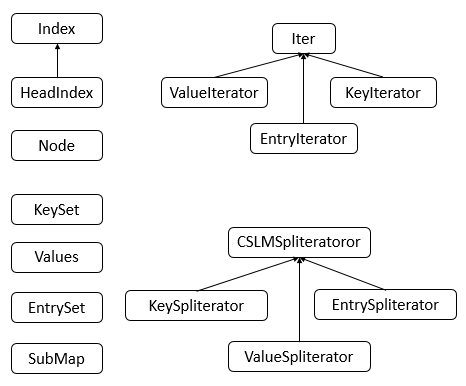 Index
HeadIndex
Node
KeySet
Values
EntrySet
SubMap
Iter
ValueIterator
KeyIterator
EntryIterator
CSLMSpliteratoror
KeySpliterator
EntrySpliterator
ValueSpliterator